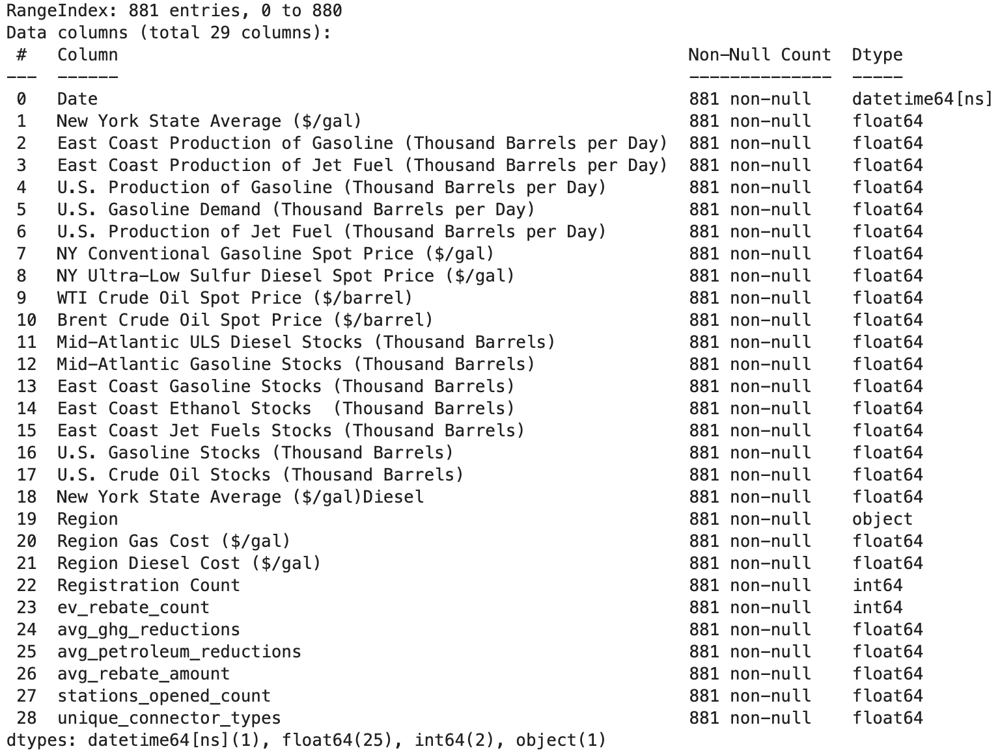 RangeIndex: 881 entries, 0 to 880
Data columns (total 29 columns):
 #   Column                                                        Non-Null Count  Dtype
---  ------                                                        --------------  -----
 0   Date                                                          881 non-null    datetime64[ns]
 1   New York State Average ($/gal)                                881 non-null    float64
 2   East Coast Production of Gasoline (Thousand Barrels per Day)  881 non-null    float64
 3   East Coast Production of Jet Fuel (Thousand Barrels per Day)  881 non-null    float64
 4   U.S. Production of Gasoline (Thousand Barrels per Day)        881 non-null    float64
 5   U.S. Gasoline Demand (Thousand Barrels per Day)               881 non-null    float64
 6   U.S. Production of Jet Fuel (Thousand Barrels per Day)        881 non-null    float64
 7   NY Conventional Gasoline Spot Price ($/gal)                   881 non-null    float64
 8   NY Ultra-Low Sulfur Diesel Spot Price ($/gal)                 881 non-null    float64
 9   WTI Crude Oil Spot Price ($/barrel)                           881 non-null    float64
 10  Brent Crude Oil Spot Price ($/barrel)                         881 non-null    float64
 11  Mid-Atlantic ULS Diesel Stocks (Thousand Barrels)             881 non-null    float64
 12  Mid-Atlantic Gasoline Stocks (Thousand Barrels)               881 non-null    float64
 13  East Coast Gasoline Stocks (Thousand Barrels)                 881 non-null    float64
 14  East Coast Ethanol Stocks  (Thousand Barrels)                 881 non-null    float64
 15  East Coast Jet Fuels Stocks (Thousand Barrels)                881 non-null    float64
 16  U.S. Gasoline Stocks (Thousand Barrels)                       881 non-null    float64
 17  U.S. Crude Oil Stocks (Thousand Barrels)                      881 non-null    float64
 18  New York State Average ($/gal)Diesel                          881 non-null    float64
 19  Region                                                        881 non-null    object
 20  Region Gas Cost ($/gal)                                       881 non-null    float64
 21  Region Diesel Cost ($/gal)                                    881 non-null    float64
 22  Registration Count                                            881 non-null    int64
 23  ev_rebate_count                                               881 non-null    int64
 24  avg_ghg_reductions                                            881 non-null    float64
 25  avg_petroleum_reductions                                      881 non-null    float64
 26  avg_rebate_amount                                             881 non-null    float64
 27  stations_opened_count                                         881 non-null    float64
 28  unique_connector_types                                        881 non-null    float64
dtypes: datetime64[ns](1), float64(25), int64(2), object(1)